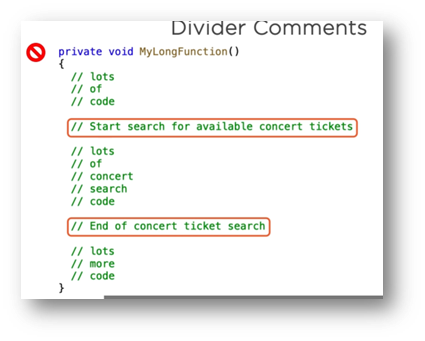 Divider Comments
private void MyLongFunction()
{
// lots
// of
// code
// Start search for available concert tickets
// lots
// of
// concert
// search
// code
// End of concert ticket search
// lots
// more
// code
}